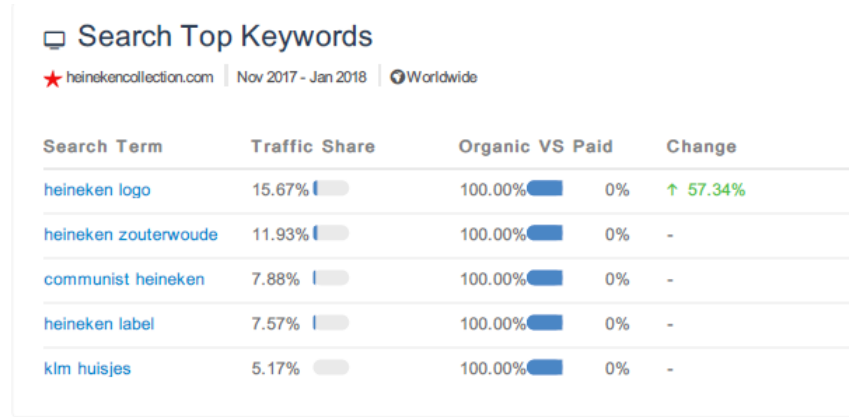 Search Top Keywords
heinekencollection.com Nov 2017 - Jan 2018 Worldwide
Search Term Traffic Share Organic VS Paid Change
heineken logo 15.67% 100.00% 0% ↑ 57.34%
heineken zouterwoude 11.93% 100.00% 0% -
communist heineken 7.88% 100.00% 0% -
heineken label 7.57% 100.00% 0% -
klm huisjes 5.17% 100.00% 0% -